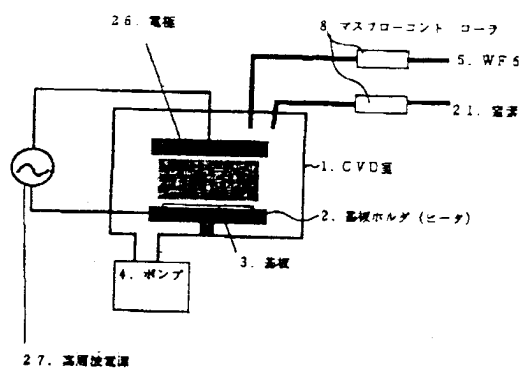 26. 電極
8. マスフローコントローラ
5. WF6
21. 窒素
1. CVD室
2. 基板ホルダ (ヒータ)
3. 基板
4. ポンプ
27. 高周波電源